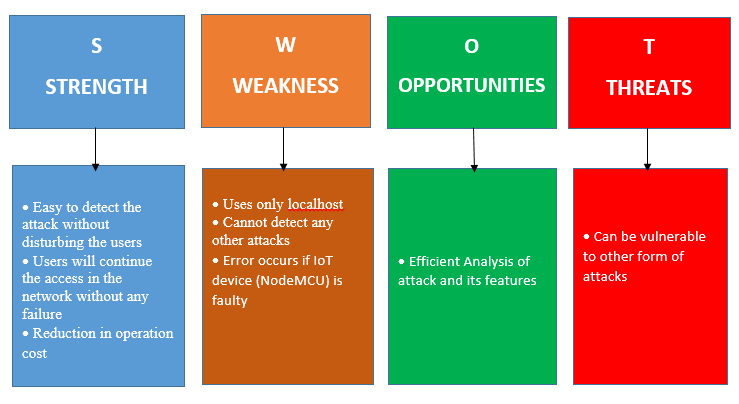 S
STRENGTH
W
WEAKNESS
O
OPPORTUNITIES
T
THREATS
• Easy to detect the
attack without
disturbing the users
• Users will continue
the access in the
network without any
failure
• Reduction in operation
cost
• Uses only localhost
• Cannot detect any
other attacks
• Error occurs if IoT
device (NodeMCU) is
faulty
• Efficient Analysis of
attack and its features
• Can be vulnerable
to other form of
attacks